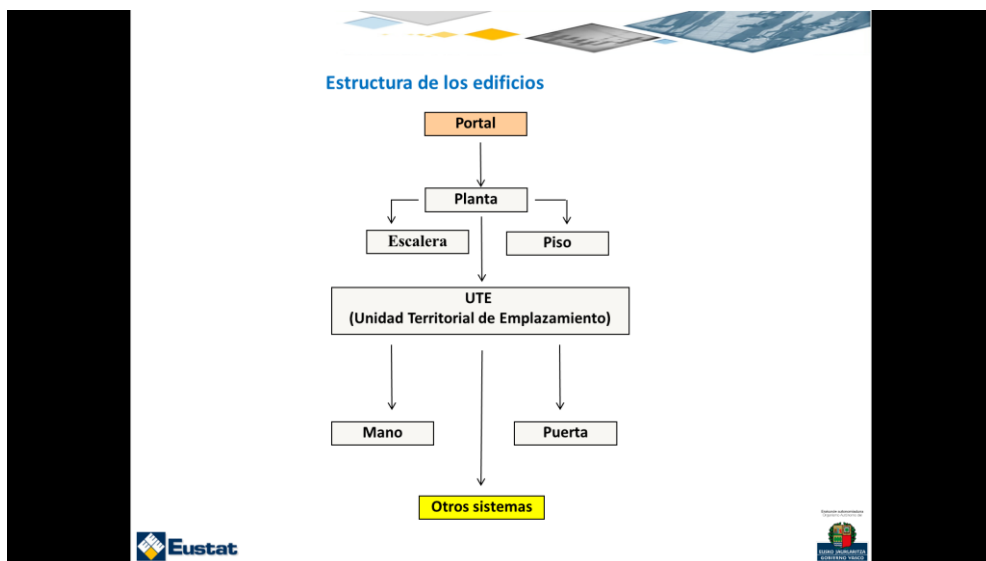 Estructura de los edificios
Portal
Planta
Escalera
Piso
UTE
(Unidad Territorial de Emplazamiento)
Mano
Puerta
Otros sistemas
Eustat
EUSKO JAURLARITZA
GOBIERNO VASCO